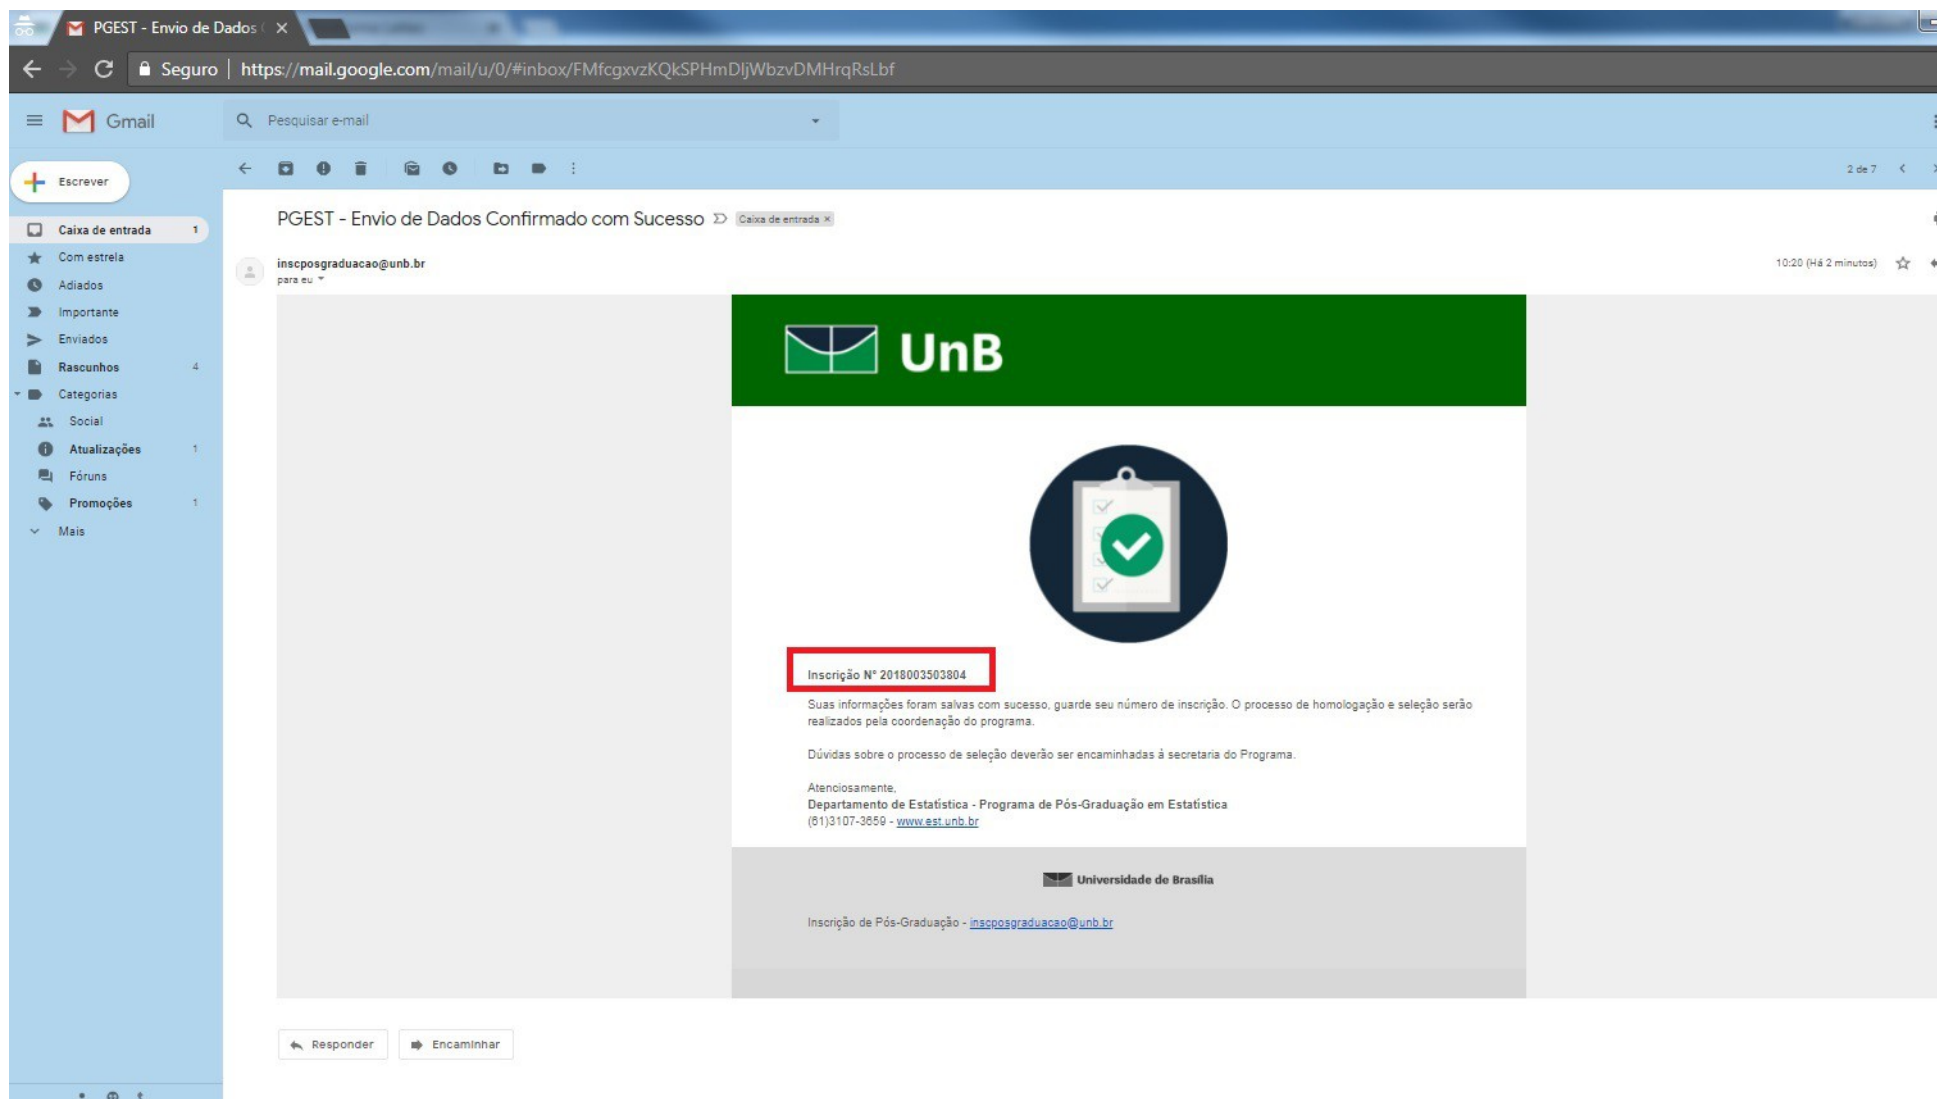 PGEST - Envio de Dados
Seguro | https://mail.google.com/mail/u/0/#inbox/FMfcgxvzKQkSPHmDljWbzvDMHrqRsLbf
Gmail
Pesquisar e-mail
Escrever
2 de 7
PGEST - Envio de Dados Confirmado com Sucesso Caixa de entrada ×
Caixa de entrada 1
Com estrela
Adiados
Importante
Enviados
Rascunhos 4
Categorias
Social
Atualizações 1
Fóruns
Promoções 1
Mais
inscposgraduacao@unb.br
para eu
10:20 (Há 2 minutos)
UnB
Inscrição N° 2018003503804
Suas informações foram salvas com sucesso, guarde seu número de inscrição. O processo de homologação e seleção serão
realizados pela coordenação do programa.
Dúvidas sobre o processo de seleção deverão ser encaminhadas à secretaria do Programa.
Atenciosamente,
Departamento de Estatística - Programa de Pós-Graduação em Estatística
(61)3107-3659 - www.est.unb.br
Universidade de Brasília
Inscrição de Pós-Graduação - inscposgraduacao@unb.br
Responder
Encaminhar